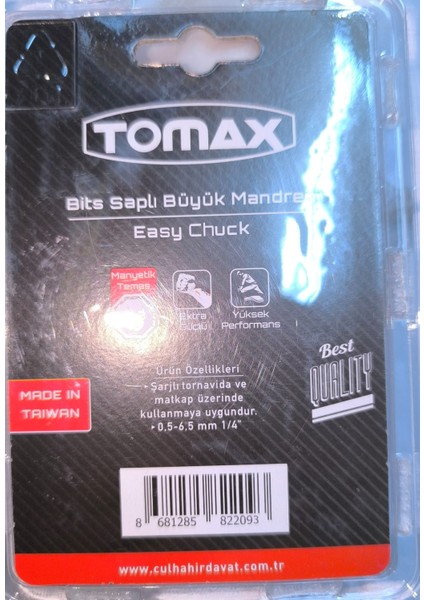 TOMAX
Bits Saplı Büyük
Easy Chuck
Manyetik
Temas
Extra
Güçlü
Yüksek
Performans
Best
QUALITY
Ürün Özellikleri
Şarjlı tornavida ve
matkap üzerinde
kullanmaya uygundur.
0,5-6,5 mm 1/4"
MADE IN
TAIWAN
8 681285 822093
www.culhahirdavat.com.tr